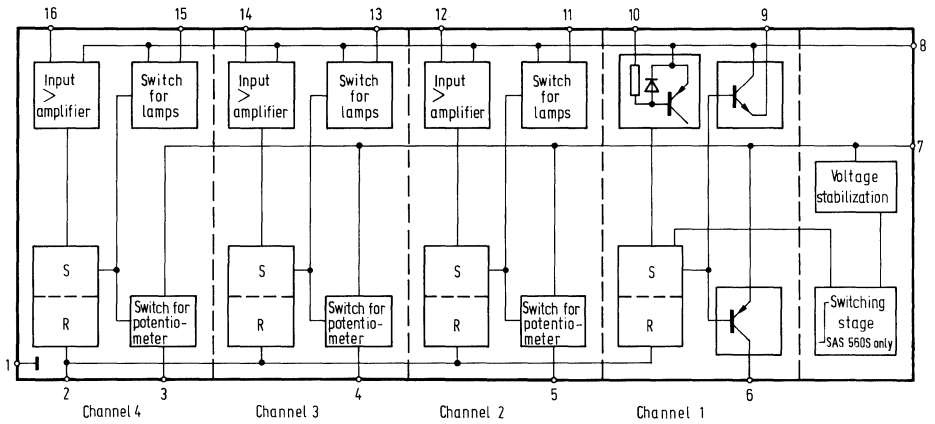 16 15 14 13 12 11 10 9
8
Input
>
amplifier
Switch
for
lamps
Input
>
amplifier
Switch
for
lamps
Input
>
amplifier
Switch
for
lamps
7
Voltage
stabilization
S
R
Switch for
potentio-
meter
S
R
Switch for
potentio-
meter
S
R
Switch for
potentio-
meter
S
R
Switching
stage
SAS 560S only
1
2 3 4 5 6
Channel 4 Channel 3 Channel 2 Channel 1